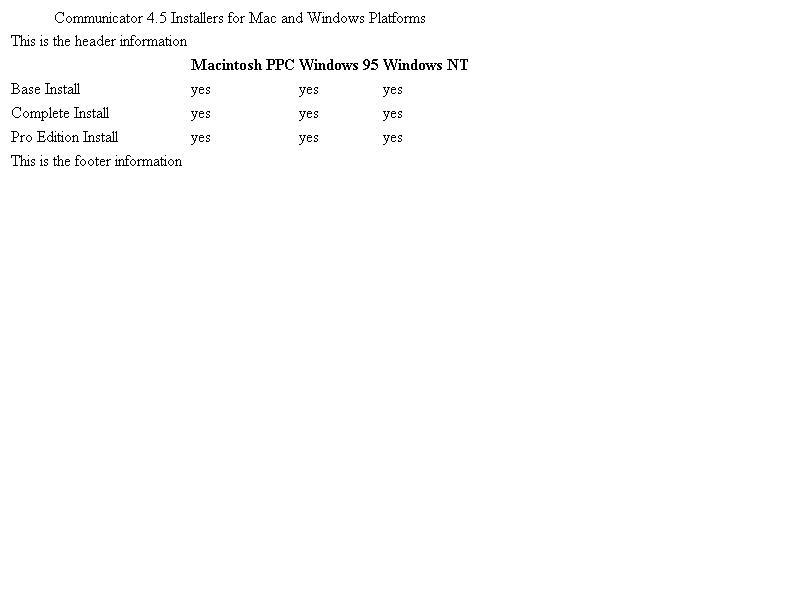 Communicator 4.5 Installers for Mac and Windows Platforms
This is the header information
Macintosh PPC Windows 95 Windows NT
Base Install yes yes yes
Complete Install yes yes yes
Pro Edition Install yes yes yes
This is the footer information